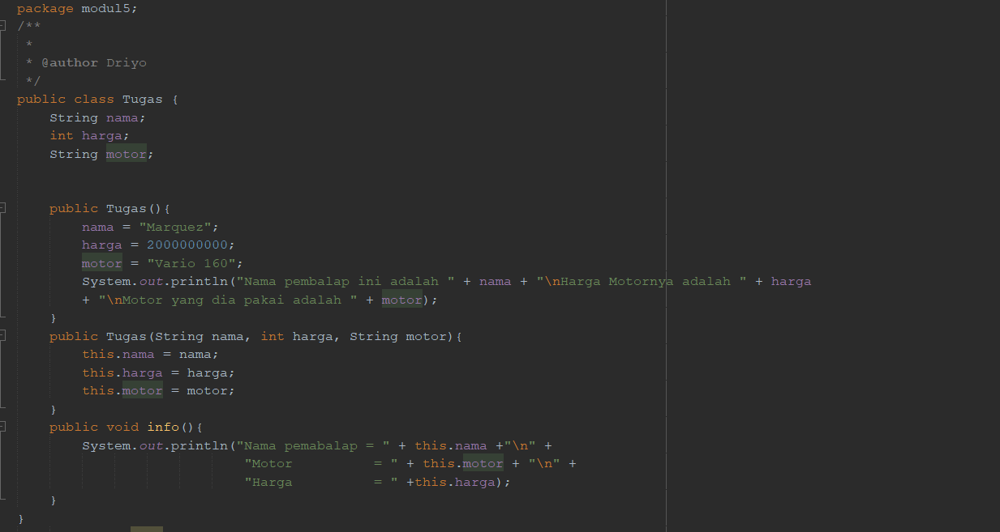 package modul5;
/**
 *
 * @author Driyo
 */
public class Tugas {
    String nama;
    int harga;
    String motor;
    public Tugas(){
        nama = "Marquez";
        harga = 2000000000;
        motor = "Vario 160";
        System.out.println("Nama pembalap ini adalah " + nama + "\nHarga Motornya adalah " + harga
        + "\nMotor yang dia pakai adalah " + motor);
    }
    public Tugas(String nama, int harga, String motor){
        this.nama = nama;
        this.harga = harga;
        this.motor = motor;
    }
    public void info(){
        System.out.println("Nama pemabalap = " + this.nama +"\n" +
                            "Motor          = " + this.motor + "\n" +
                            "Harga          = " +this.harga);
    }
}